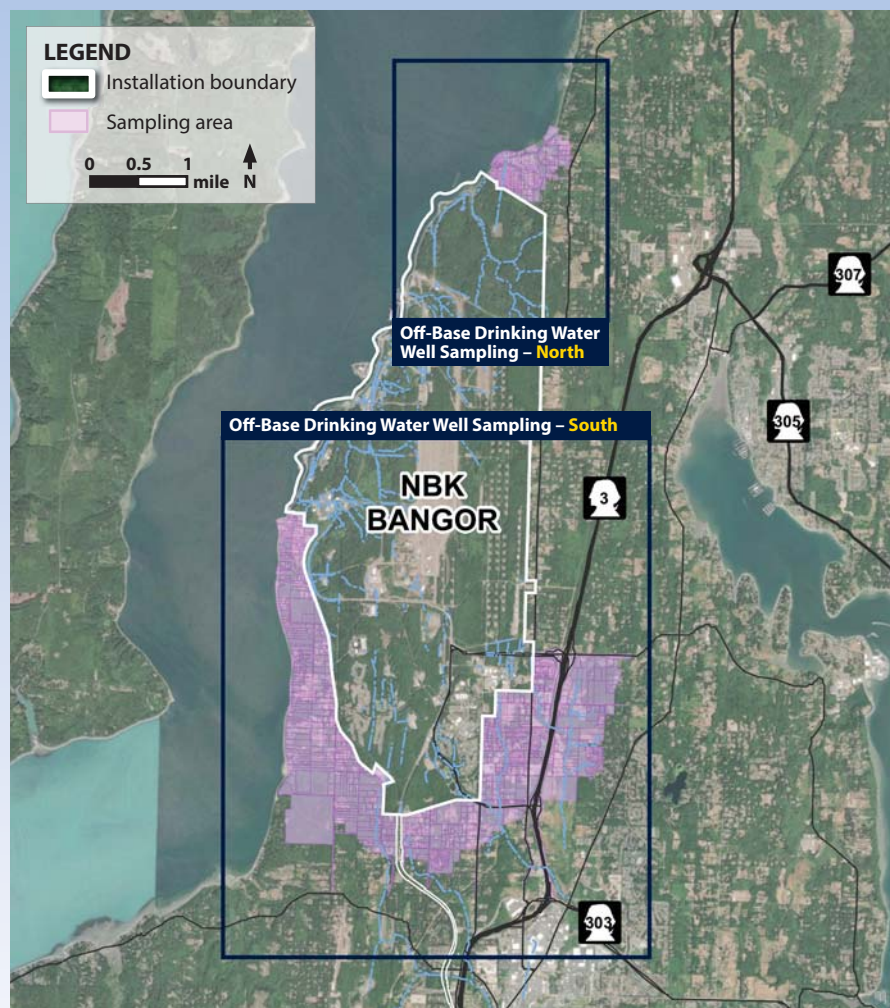 LEGEND
Installation boundary
Sampling area
0 0.5 1
mile N
307
Off-Base Drinking Water
Well Sampling – North
305
Off-Base Drinking Water Well Sampling – South
NBK
BANGOR
3
303